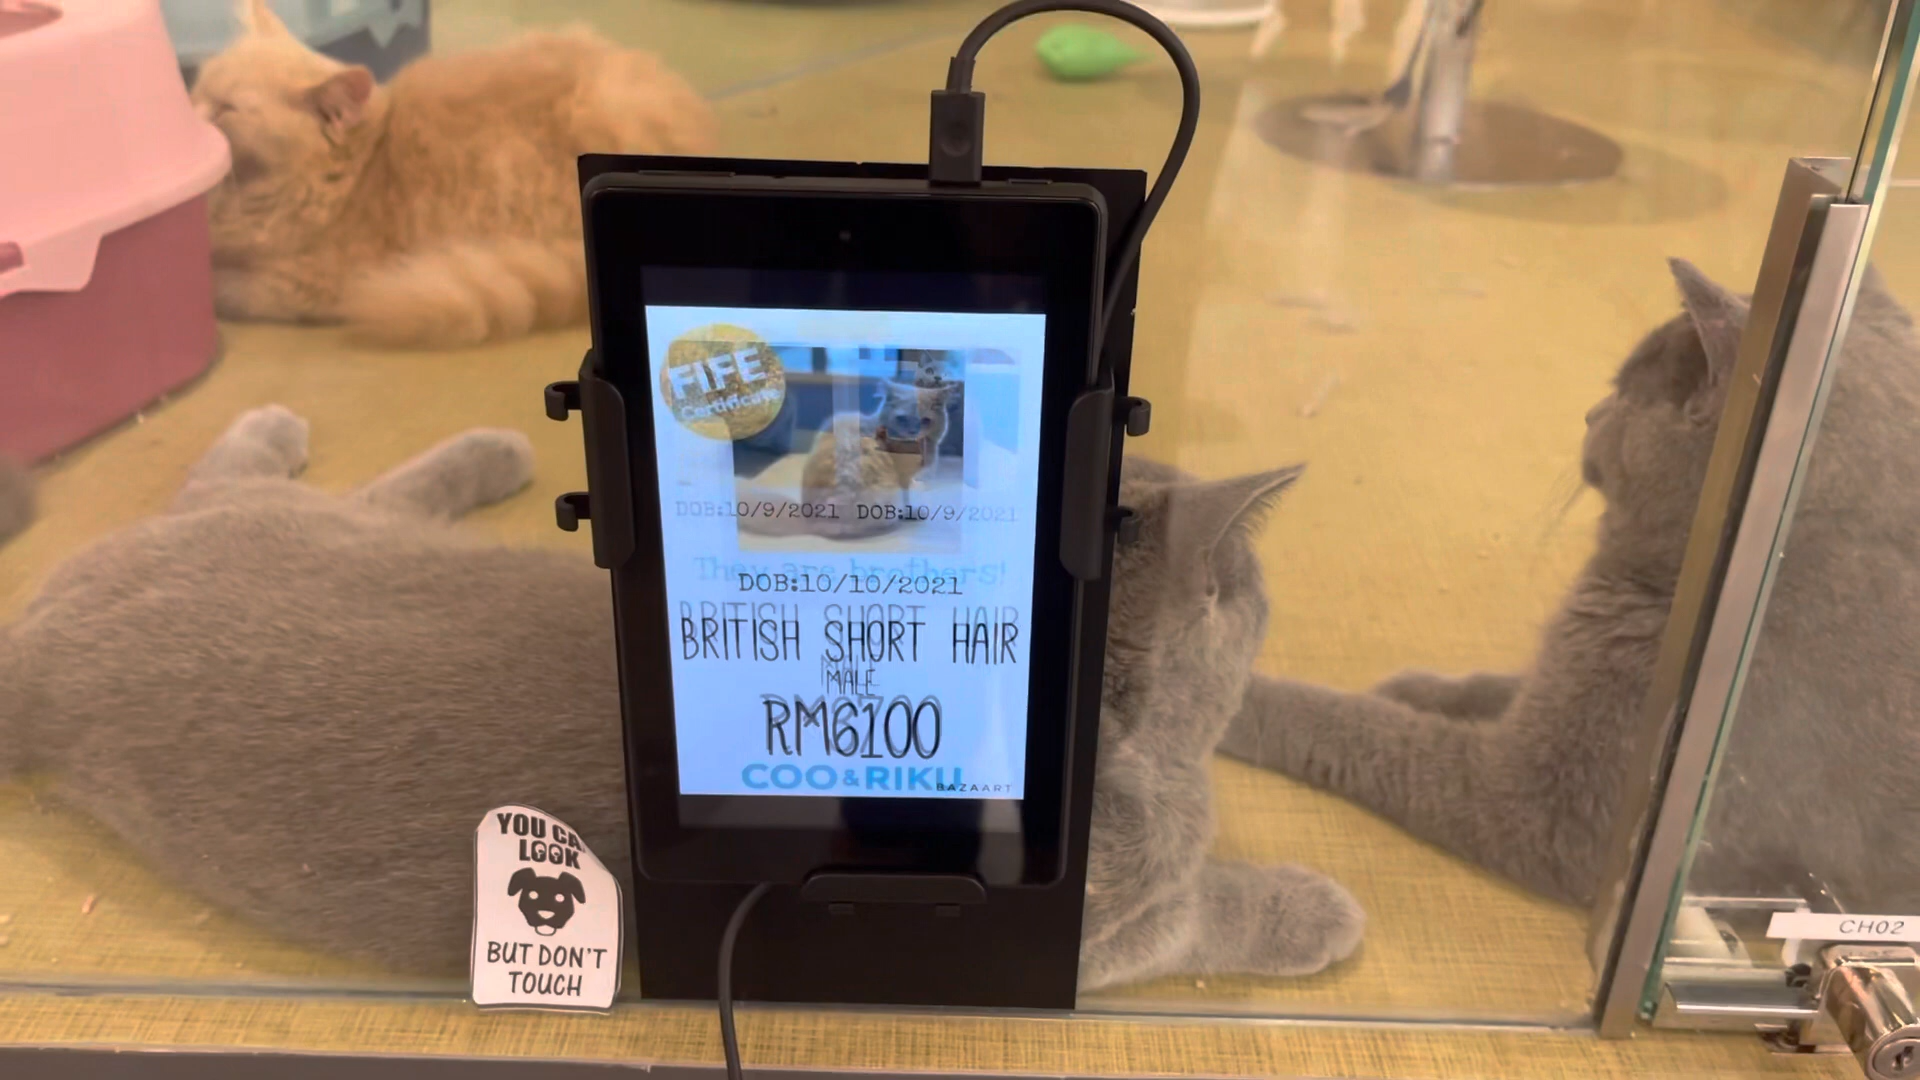 FIFE
Certificate
DOB:10/9/2021 DOB:10/9/2021
They are brothers!
DOB:10/10/2021
BRITISH SHORT HAIR
MALE
RM6100
COO&RIKU
BAZAART
YOU CA
LOOK
BUT DON'T
TOUCH
CH02